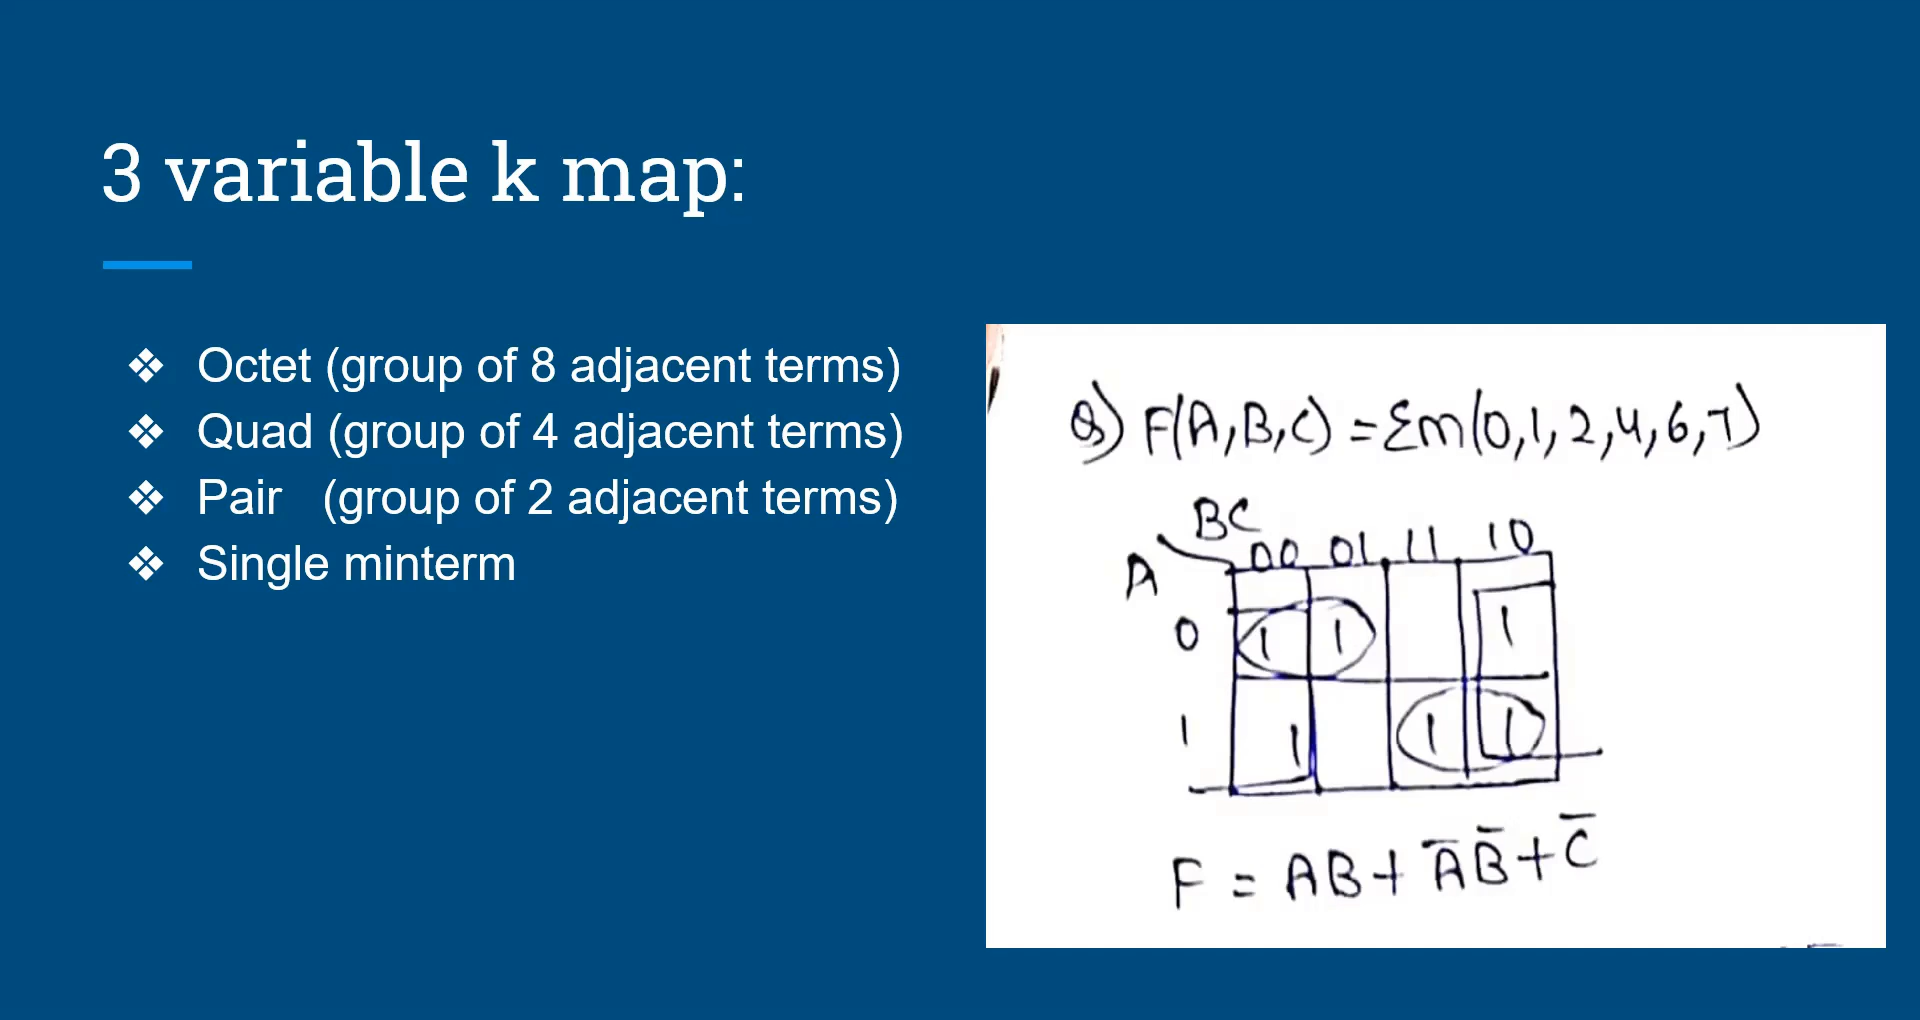 3 variable k map:
❖ Octet (group of 8 adjacent terms)
❖ Quad (group of 4 adjacent terms)
❖ Pair (group of 2 adjacent terms)
❖ Single minterm
Q) F(A,B,C) = Σm(0,1,2,4,6,7)
BC
00 01 11 10
A
0 1 1 1
1 1 1 1
F = AB + A̅ B̅ + C̅